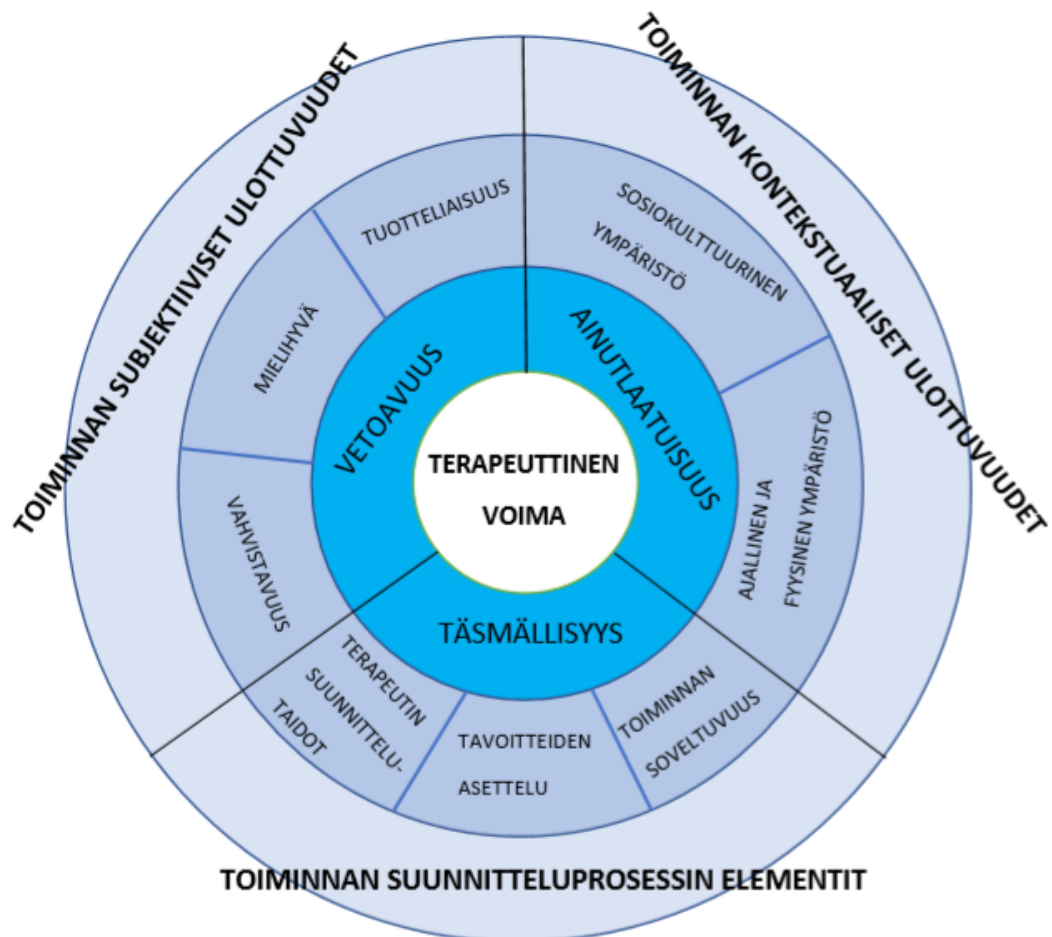 TOIMINNAN SUBJEKTIIVISET ULOTTUVUUDET
TOIMINNAN KONTEKSTUAALISET ULOTTUVUUDET
TUOTTELIAISUUS
SOSIOKULTTUURINEN
YMPÄRISTÖ
MIELIHYVÄ
VETOAVUUS
AINUTLAATUISUUS
TERAPEUTTINEN
VOIMA
AJALLINEN JA
FYYSINEN YMPÄRISTÖ
VAHVISTAVUUS
TÄSMÄLLISYYS
TERAPEUTIN
SUUNNITTELU-
TAIDOT
TAVOITTEIDEN
ASETTELU
TOIMINNAN
SOVELTUVUUS
TOIMINNAN SUUNNITTELUPROSESSIN ELEMENTIT